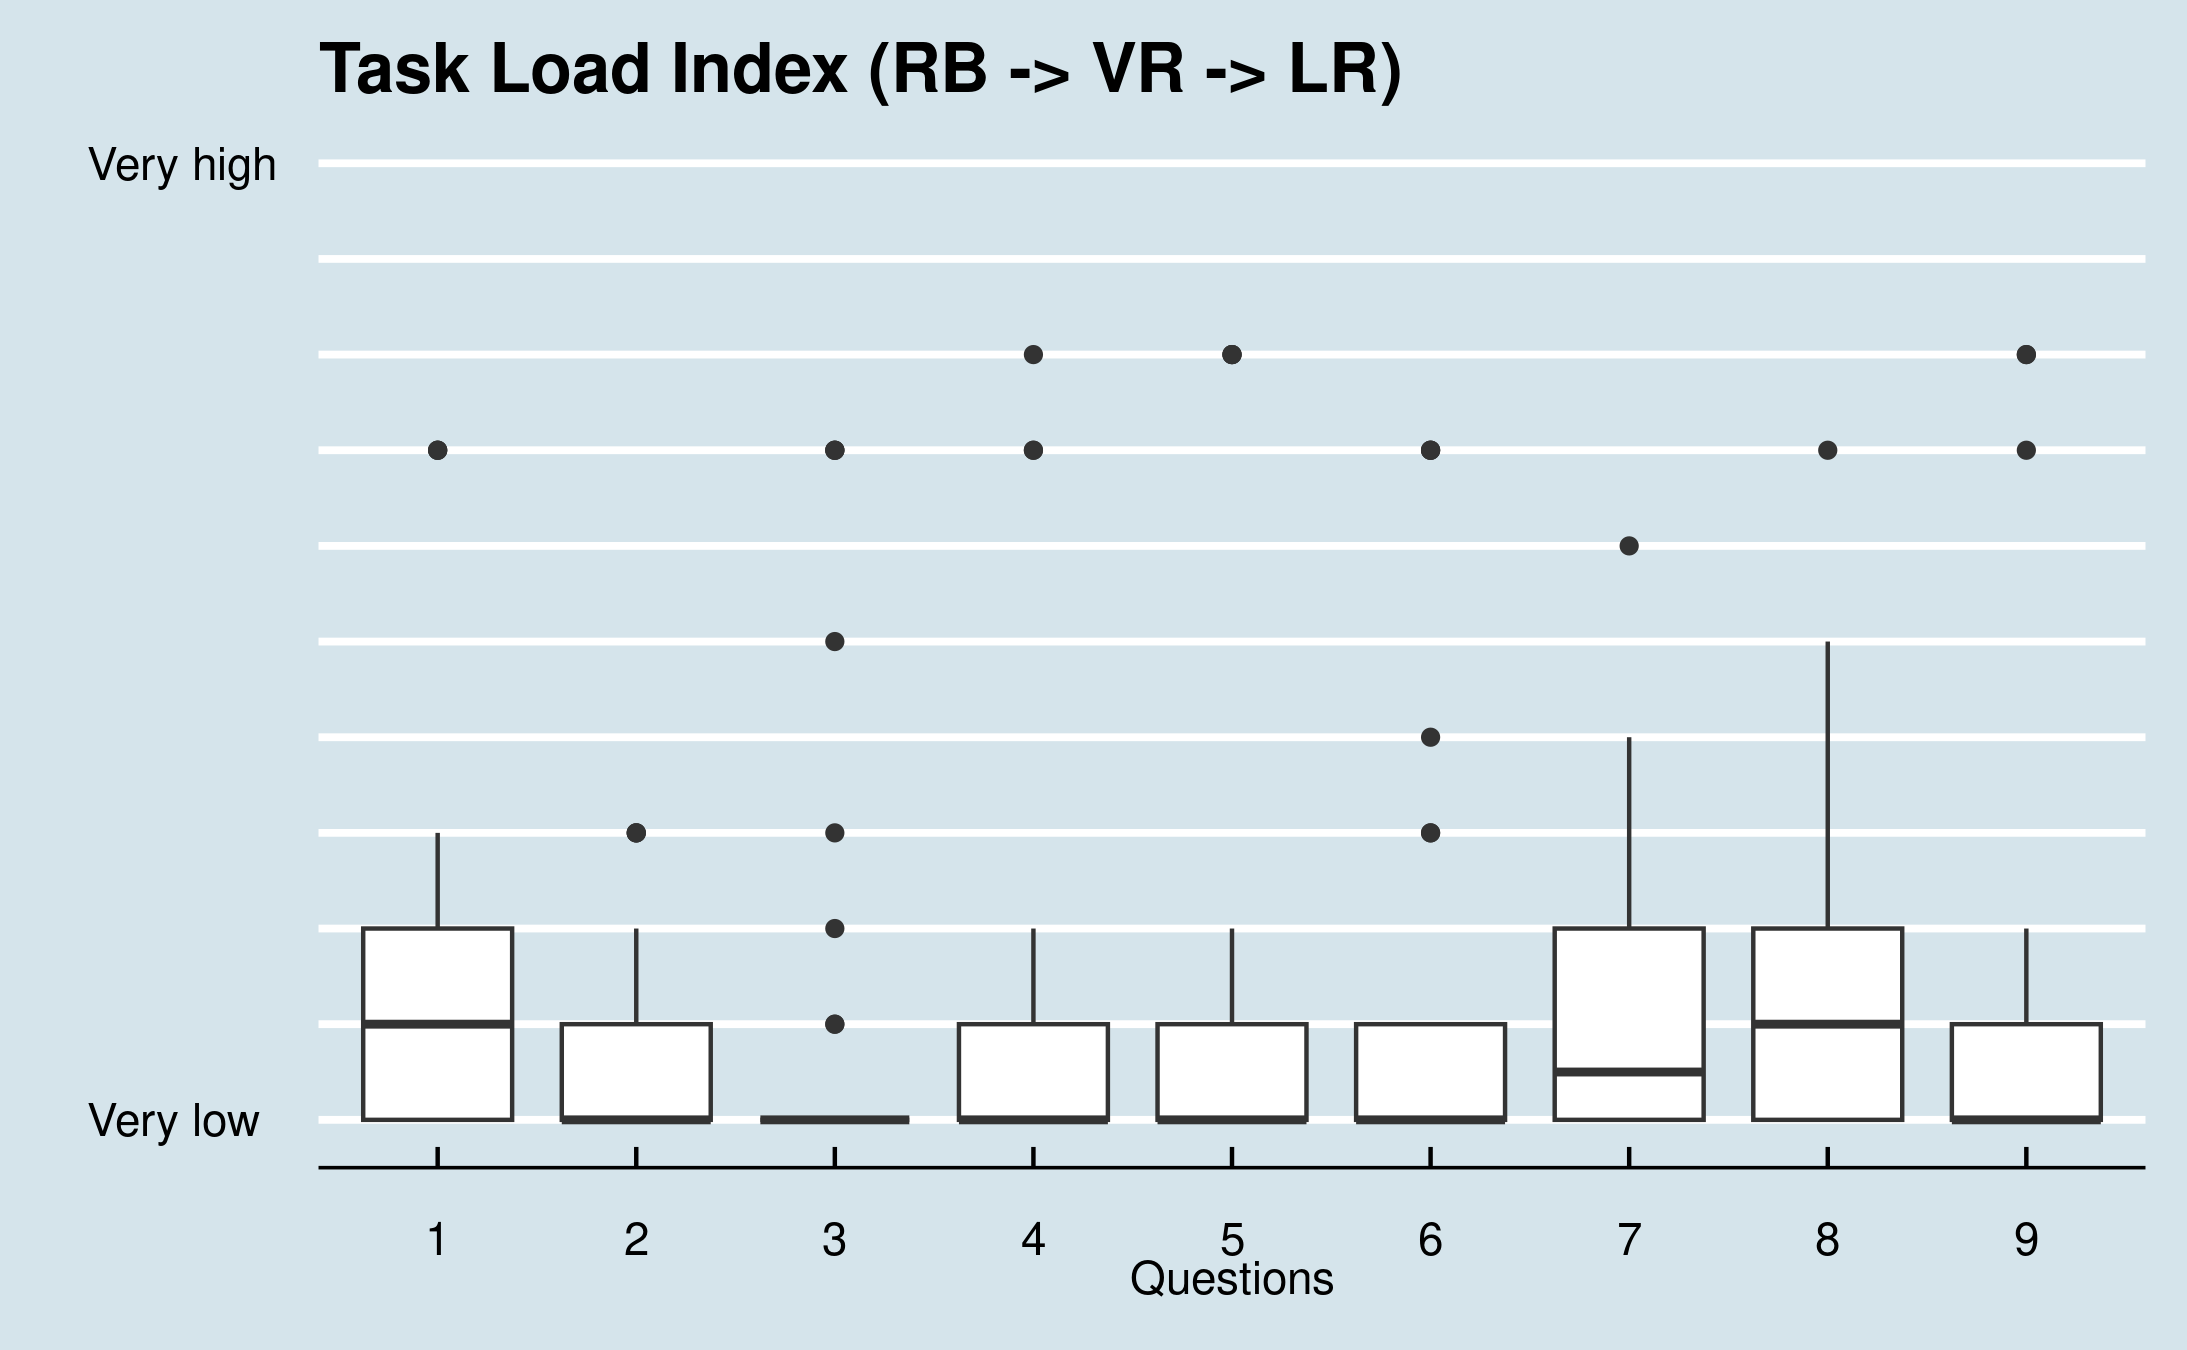 Task Load Index (RB -> VR -> LR)
Very high
Very low
1 2 3 4 5 6 7 8 9
Questions